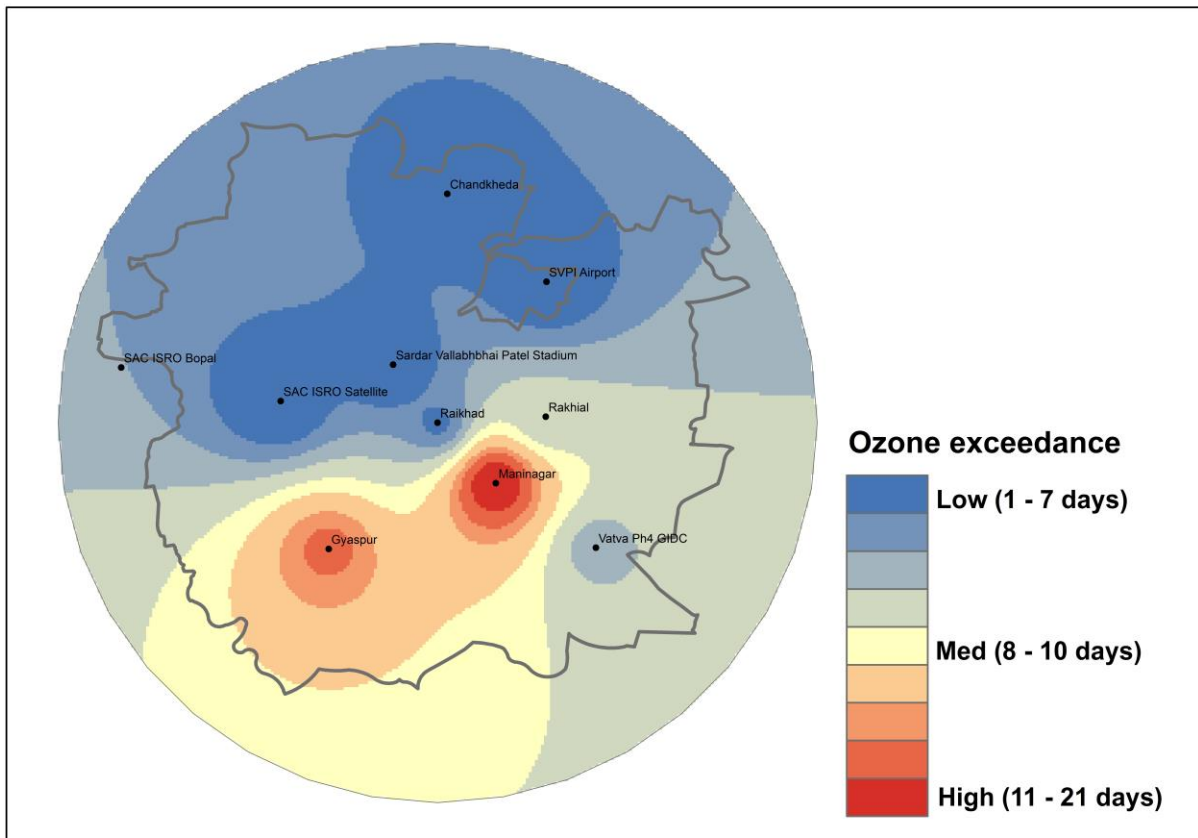 Chandkheda
SVPI Airport
SAC ISRO Bopal
Sardar Vallabhbhai Patel Stadium
SAC ISRO Satellite
Raikhad
Rakhial
Maninagar
Gyaspur
Vatva Ph4 GIDC
Ozone exceedance
Low (1 - 7 days)
Med (8 - 10 days)
High (11 - 21 days)